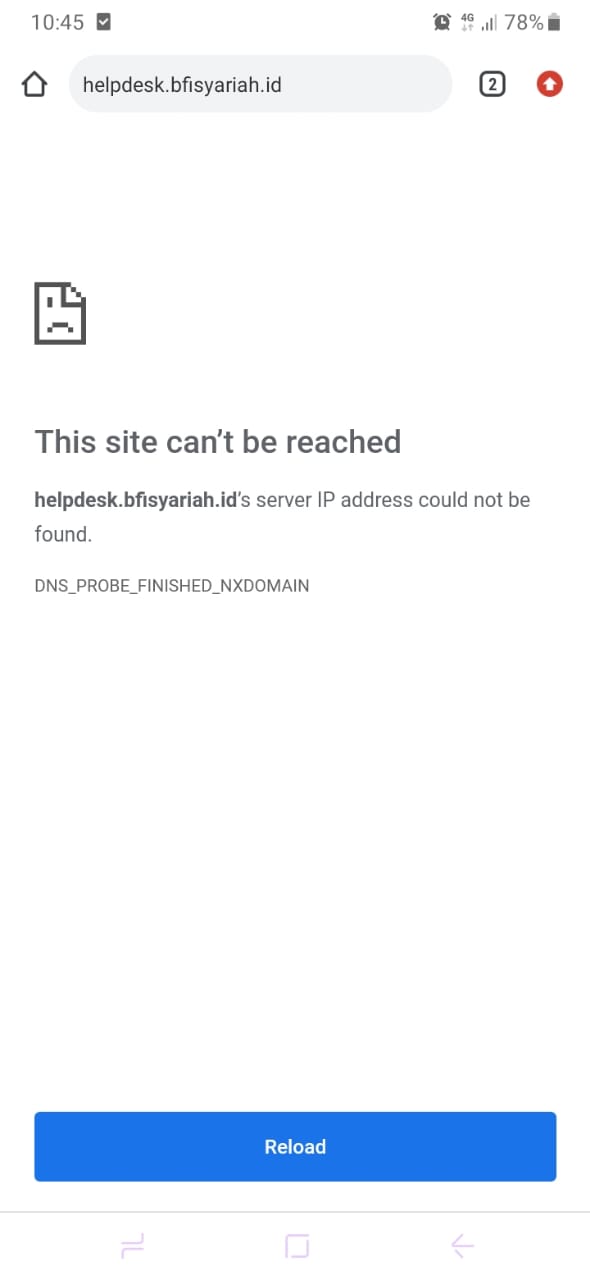 10:45 4G 78%
helpdesk.bfisyariah.id 2
This site can't be reached
helpdesk.bfisyariah.id's server IP address could not be
found.
DNS_PROBE_FINISHED_NXDOMAIN
Reload